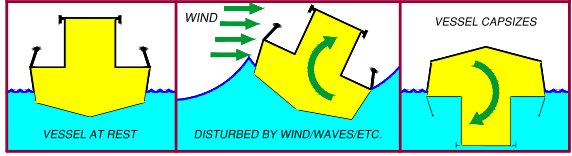 VESSEL AT REST
WIND
DISTURBED BY WIND/WAVES/ETC.
VESSEL CAPSIZES